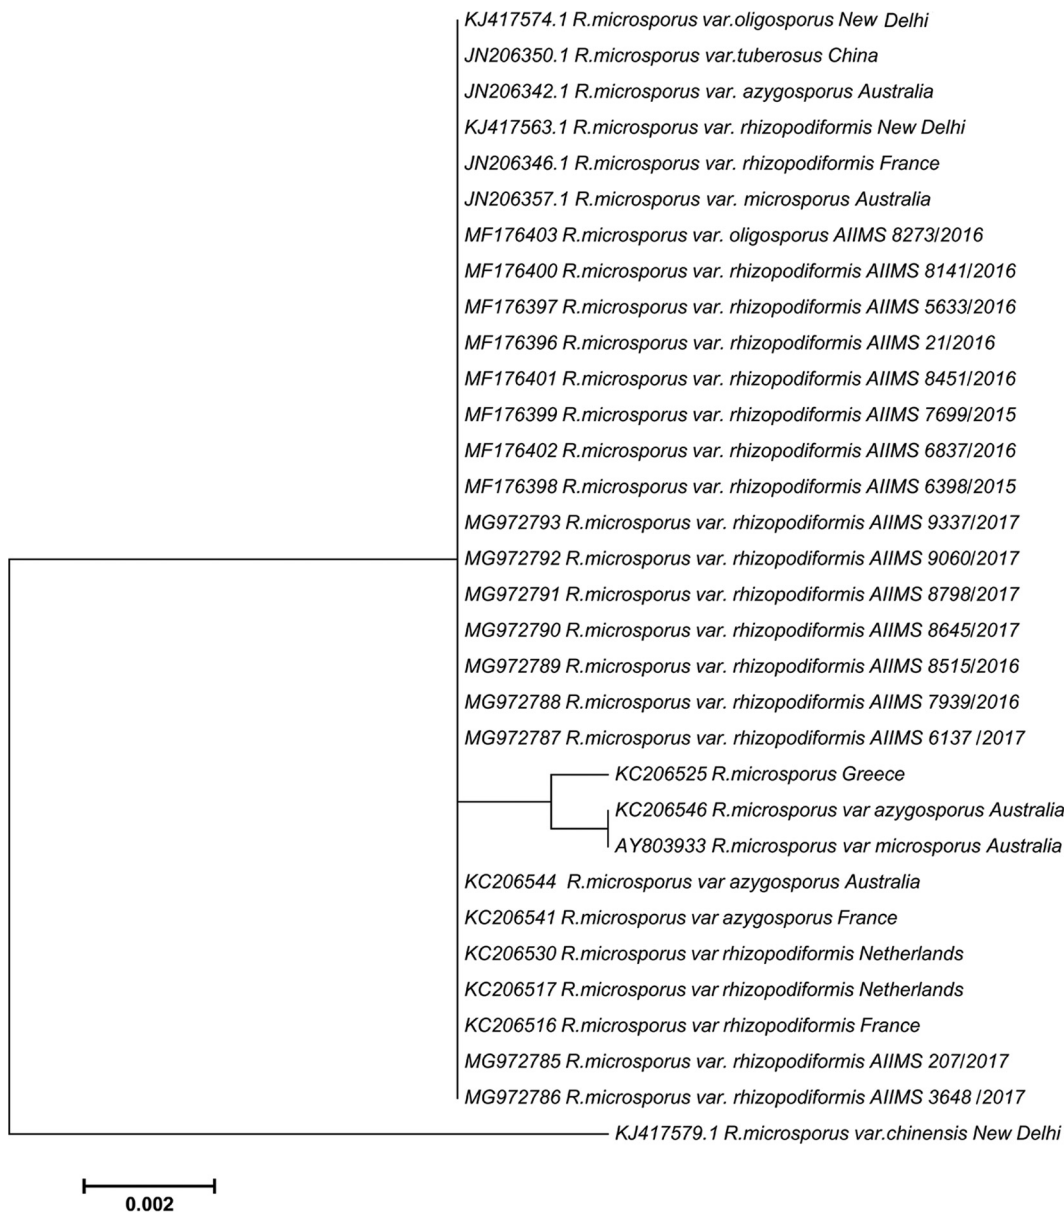 KJ417574.1 R.microsporus var.oligosporus New Delhi
JN206350.1 R.microsporus var.tuberosus China
JN206342.1 R.microsporus var. azygosporus Australia
KJ417563.1 R.microsporus var. rhizopodiformis New Delhi
JN206346.1 R.microsporus var. rhizopodiformis France
JN206357.1 R.microsporus var. microsporus Australia
MF176403 R.microsporus var. oligosporus AIIMS 8273/2016
MF176400 R.microsporus var. rhizopodiformis AIIMS 8141/2016
MF176397 R.microsporus var. rhizopodiformis AIIMS 5633/2016
MF176396 R.microsporus var. rhizopodiformis AIIMS 21/2016
MF176401 R.microsporus var. rhizopodiformis AIIMS 8451/2016
MF176399 R.microsporus var. rhizopodiformis AIIMS 7699/2015
MF176402 R.microsporus var. rhizopodiformis AIIMS 6837/2016
MF176398 R.microsporus var. rhizopodiformis AIIMS 6398/2015
MG972793 R.microsporus var. rhizopodiformis AIIMS 9337/2017
MG972792 R.microsporus var. rhizopodiformis AIIMS 9060/2017
MG972791 R.microsporus var. rhizopodiformis AIIMS 8798/2017
MG972790 R.microsporus var. rhizopodiformis AIIMS 8645/2017
MG972789 R.microsporus var. rhizopodiformis AIIMS 8515/2016
MG972788 R.microsporus var. rhizopodiformis AIIMS 7939/2016
MG972787 R.microsporus var. rhizopodiformis AIIMS 6137 /2017
KC206525 R.microsporus Greece
KC206546 R.microsporus var azygosporus Australia
AY803933 R.microsporus var microsporus Australia
KC206544 R.microsporus var azygosporus Australia
KC206541 R.microsporus var azygosporus France
KC206530 R.microsporus var rhizopodiformis Netherlands
KC206517 R.microsporus var rhizopodiformis Netherlands
KC206516 R.microsporus var rhizopodiformis France
MG972785 R.microsporus var. rhizopodiformis AIIMS 207/2017
MG972786 R.microsporus var. rhizopodiformis AIIMS 3648 /2017
KJ417579.1 R.microsporus var.chinensis New Delhi
0.002